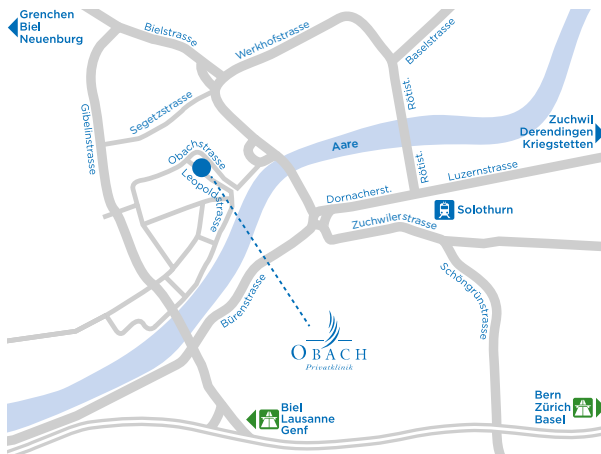 Grenchen
Biel
Neuenburg
Bielstrasse
Werkhofstrasse
Baselstrasse
Gibelinstrasse
Segetzstrasse
Rötist.
Zuchwil
Derendingen
Kriegstetten
Aare
Obachstrasse
Leopoldstrasse
Rötist.
Luzernstrasse
Dornacherst.
Solothurn
Zuchwilerstrasse
Schöngrünstrasse
Bürenstrasse
OBACH
Privatklinik
Biel
Lausanne
Genf
Bern
Zürich
Basel